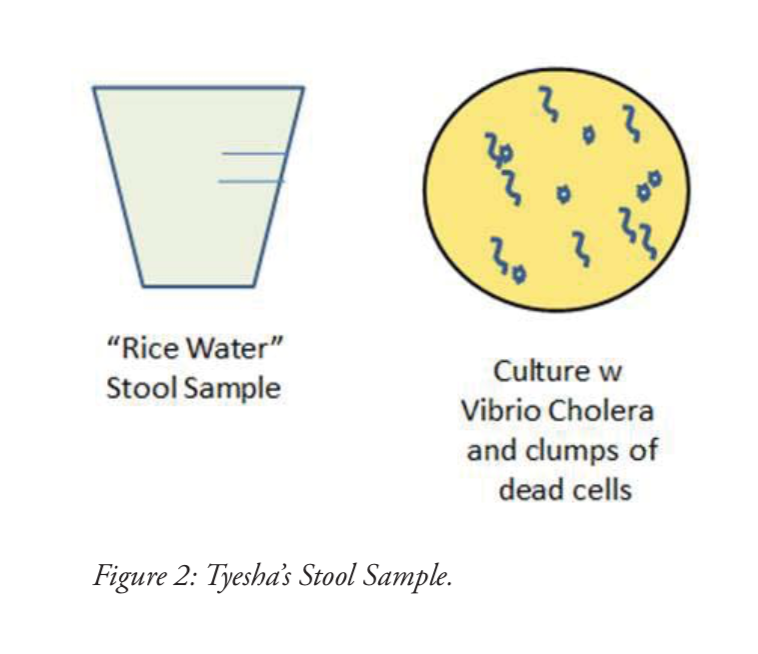 “Rice Water”
Stool Sample
Culture w
Vibrio Cholera
and clumps of
dead cells
Figure 2: Tyesha’s Stool Sample.